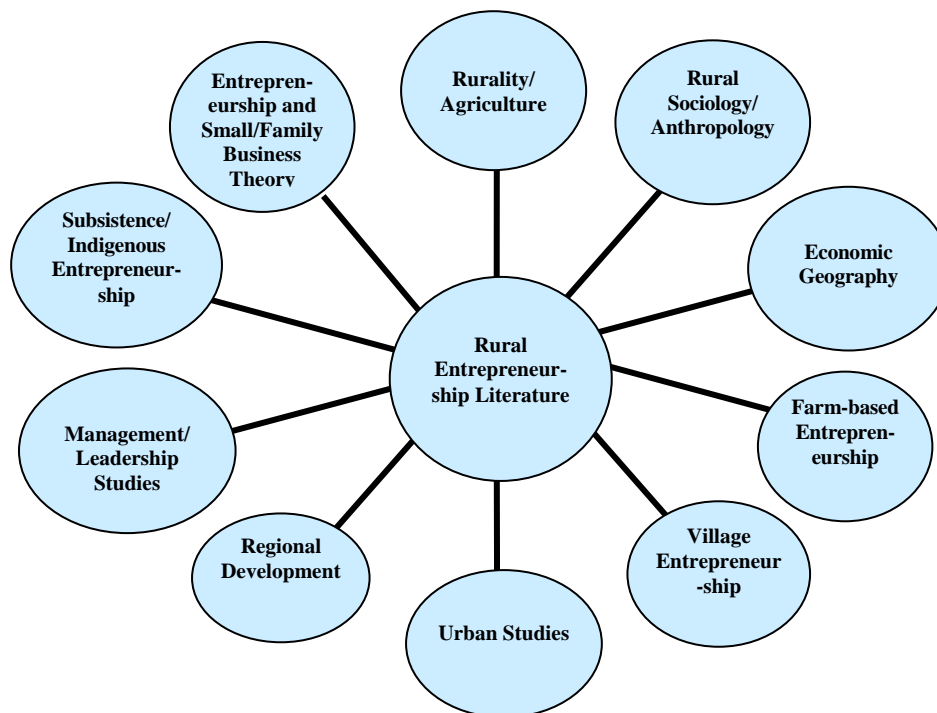 Entrepren-
eurship and
Small/Family
Business
Theory
Rurality/
Agriculture
Rural
Sociology/
Anthropology
Subsistence/
Indigenous
Entrepreneur-
ship
Economic
Geography
Rural
Entrepreneur-
ship Literature
Management/
Leadership
Studies
Farm-based
Entrepren-
eurship
Regional
Development
Village
Entrepreneur
-ship
Urban Studies